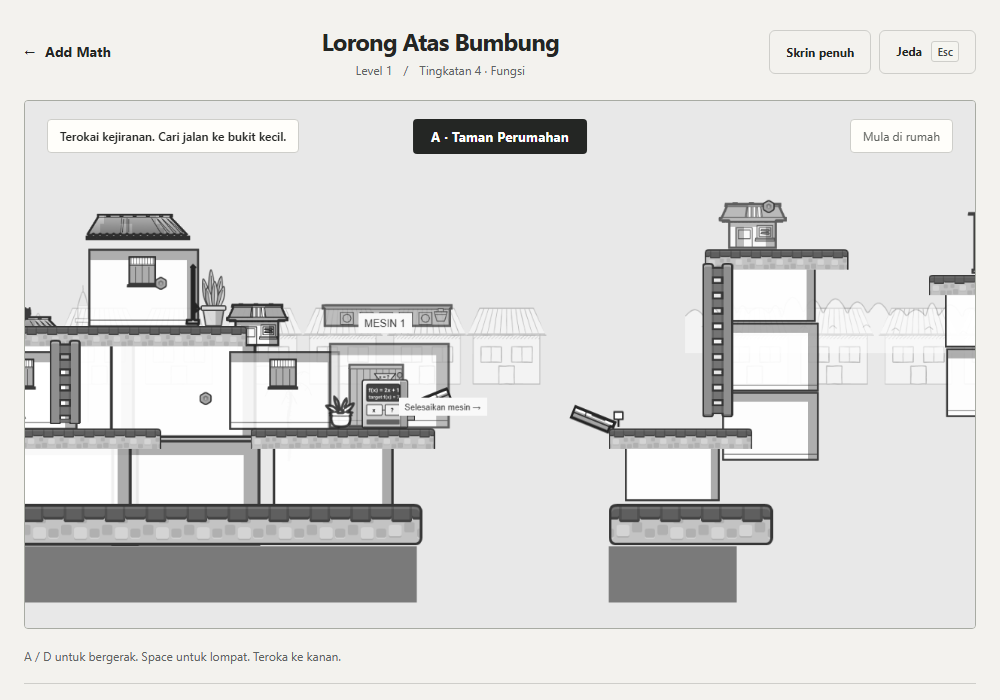 ← Add Math
Lorong Atas Bumbung
Level 1 / Tingkatan 4 · Fungsi
Skrin penuh
Jeda Esc
Terokai kejiranan. Cari jalan ke bukit kecil.
A · Taman Perumahan
Mula di rumah
MESIN 1
f(x) = 2x + 1
target f(x) =
x
?
Selesaikan mesin →
A / D untuk bergerak. Space untuk lompat. Teroka ke kanan.